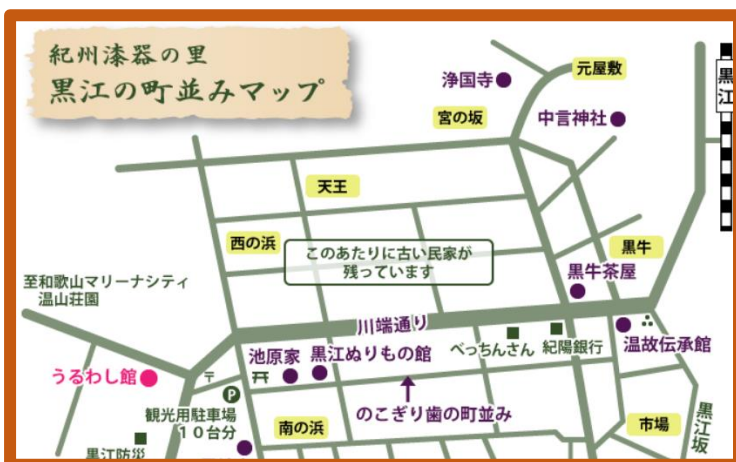 紀州漆器の里
黒江の町並みマップ
浄国寺
元屋敷
黒江
宮の坂
中言神社
天王
西の浜
このあたりに古い民家が
残っています
黒牛
黒牛茶屋
至和歌山マリーナシティ
温山荘園
川端通り
池原家
黒江ぬりもの館
べっちんさん
紀陽銀行
温故伝承館
うるわし館
〒
P
観光用駐車場
10台分
のこぎり歯の町並み
南の浜
市場
黒江坂
黒江防災